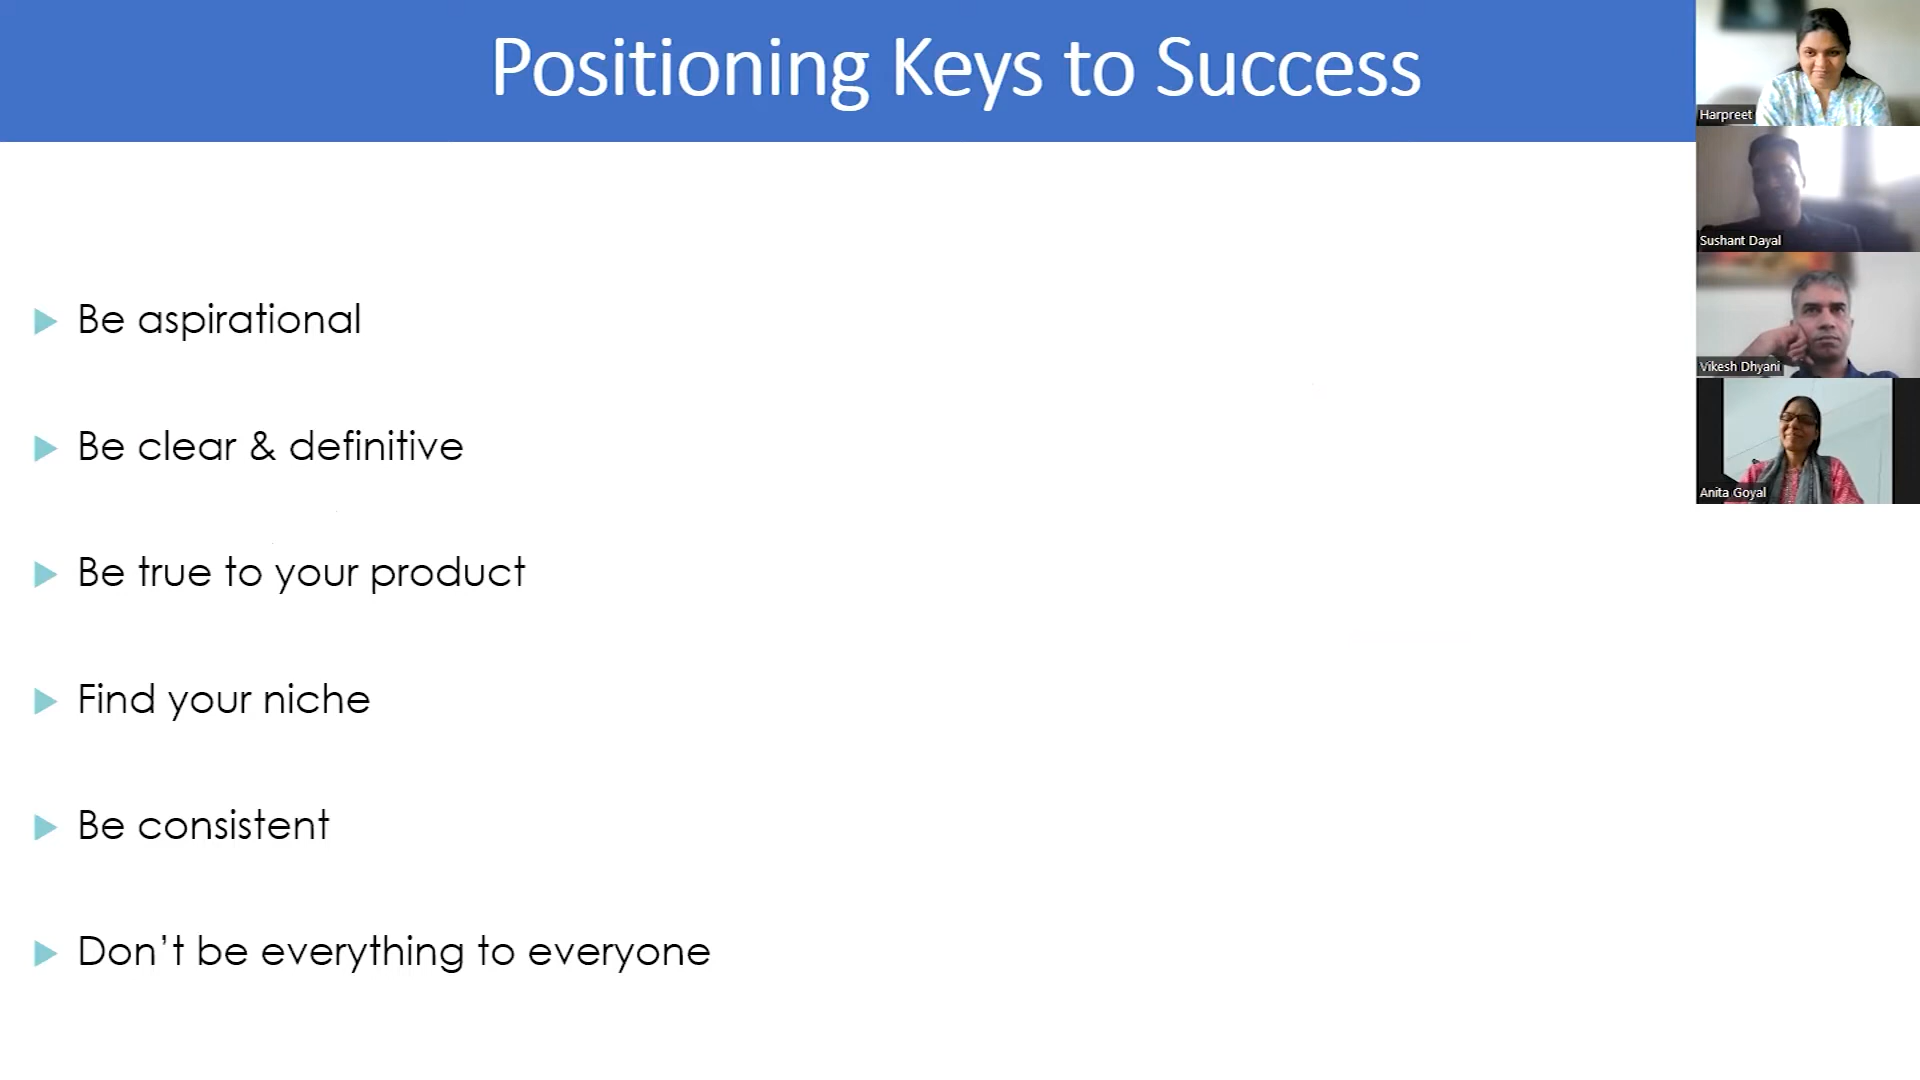 Positioning Keys to Success
Harpreet
Sushant Dayal
Vikesh Dhyani
Anita Goyal
Be aspirational
Be clear & definitive
Be true to your product
Find your niche
Be consistent
Don’t be everything to everyone